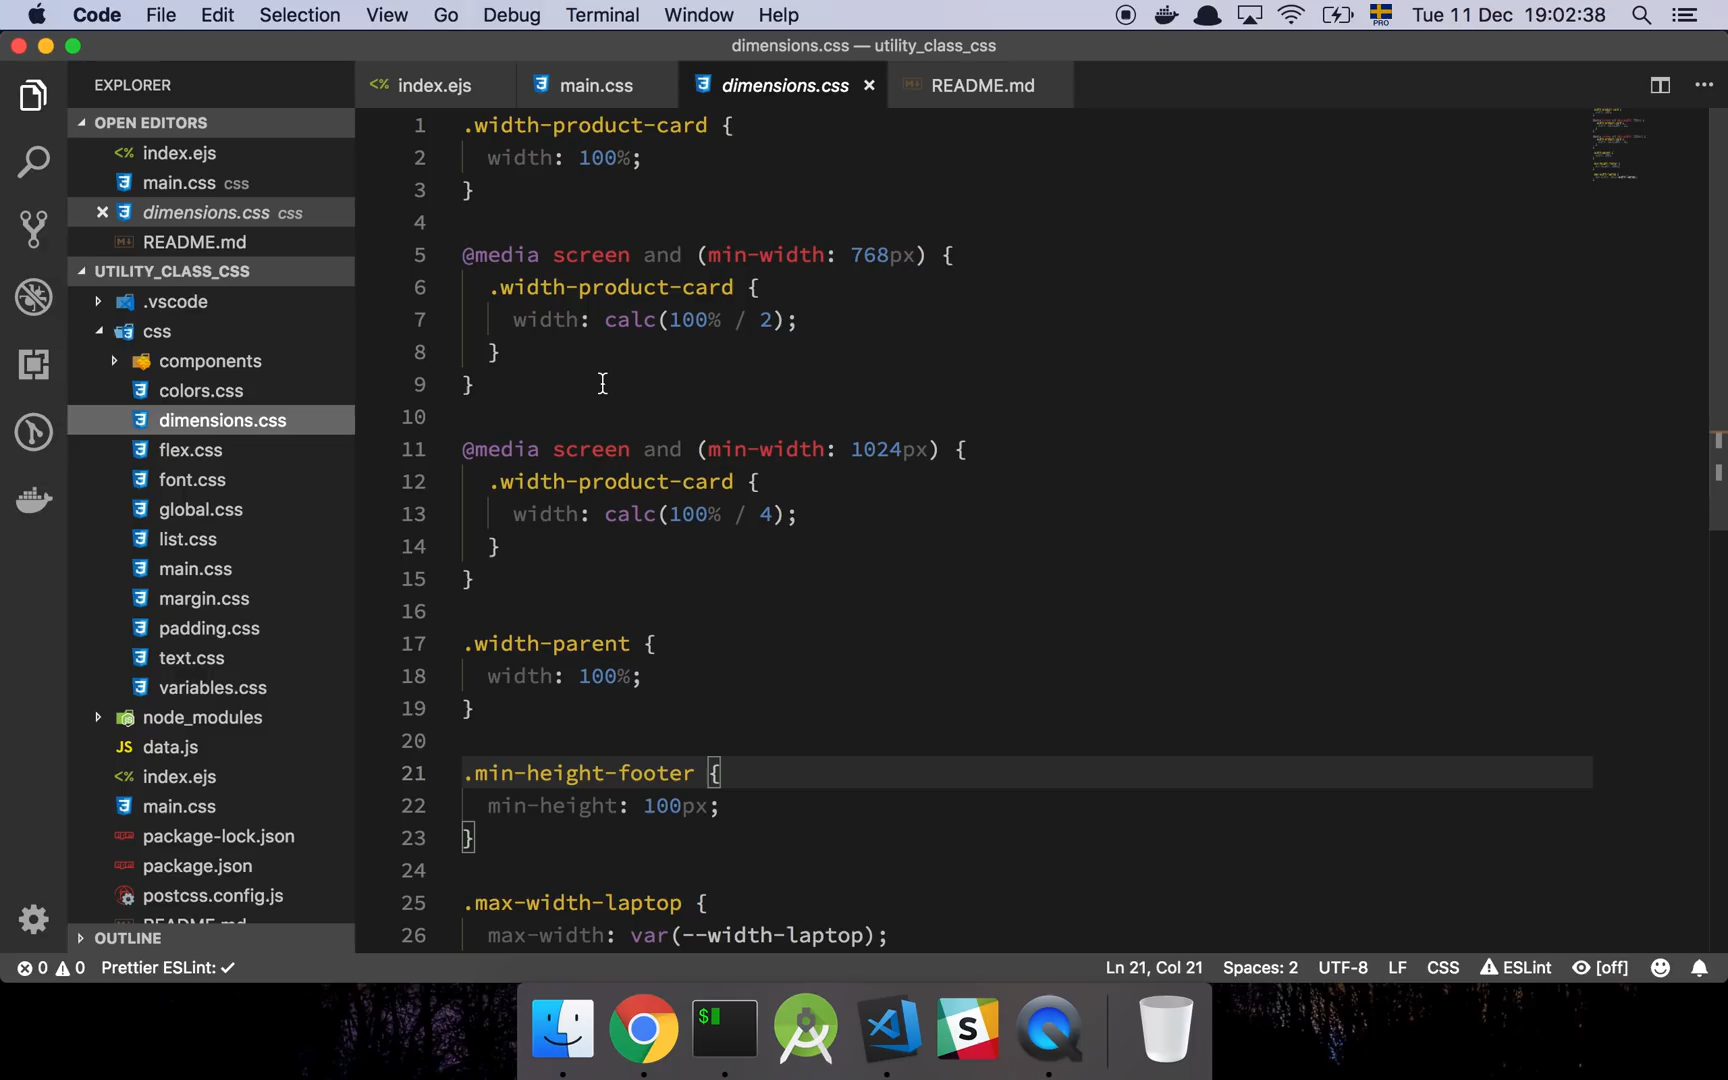 Code File Edit Selection View Go Debug Terminal Window Help PRO Tue 11 Dec 19:02:38
dimensions.css — utility_class_css
EXPLORER
index.ejs main.css dimensions.css README.md
OPEN EDITORS
index.ejs
main.css css
dimensions.css css
README.md
UTILITY_CLASS_CSS
.vscode
css
components
colors.css
dimensions.css
flex.css
font.css
global.css
list.css
main.css
margin.css
padding.css
text.css
variables.css
node_modules
JS data.js
index.ejs
main.css
package-lock.json
package.json
postcss.config.js
README.md
OUTLINE
1 .width-product-card {
2 width: 100%;
3 }
4
5 @media screen and (min-width: 768px) {
6 .width-product-card {
7 width: calc(100% / 2);
8 }
9 }
10
11 @media screen and (min-width: 1024px) {
12 .width-product-card {
13 width: calc(100% / 4);
14 }
15 }
16
17 .width-parent {
18 width: 100%;
19 }
20
21 .min-height-footer {
22 min-height: 100px;
23 }
24
25 .max-width-laptop {
26 max-width: var(--width-laptop);
0 0 Prettier ESLint: ✓ Ln 21, Col 21 Spaces: 2 UTF-8 LF CSS ESLint [off]
$
S